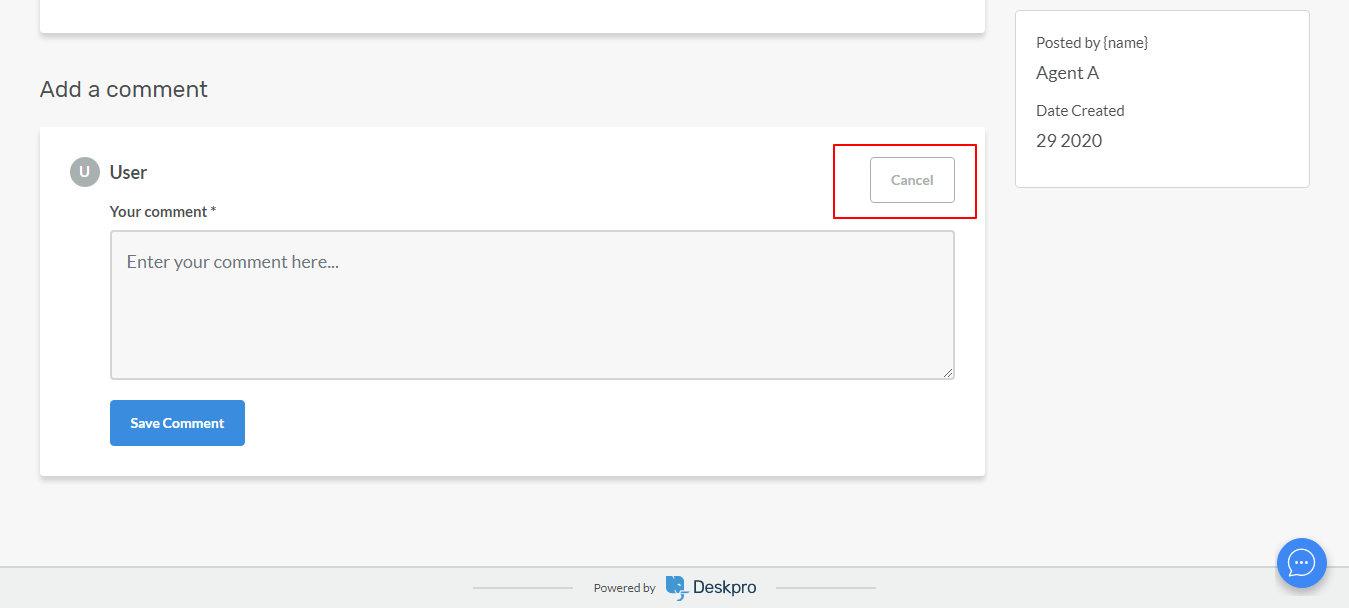 Add a comment
U User
Cancel
Your comment *
Enter your comment here...
Save Comment
Posted by {name}
Agent A
Date Created
29 2020
Powered by Deskpro